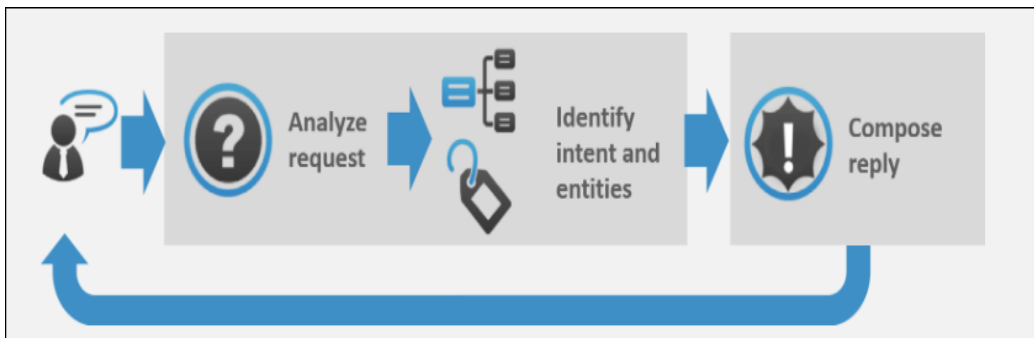 Analyze
request
Identify
intent and
entities
Compose
reply